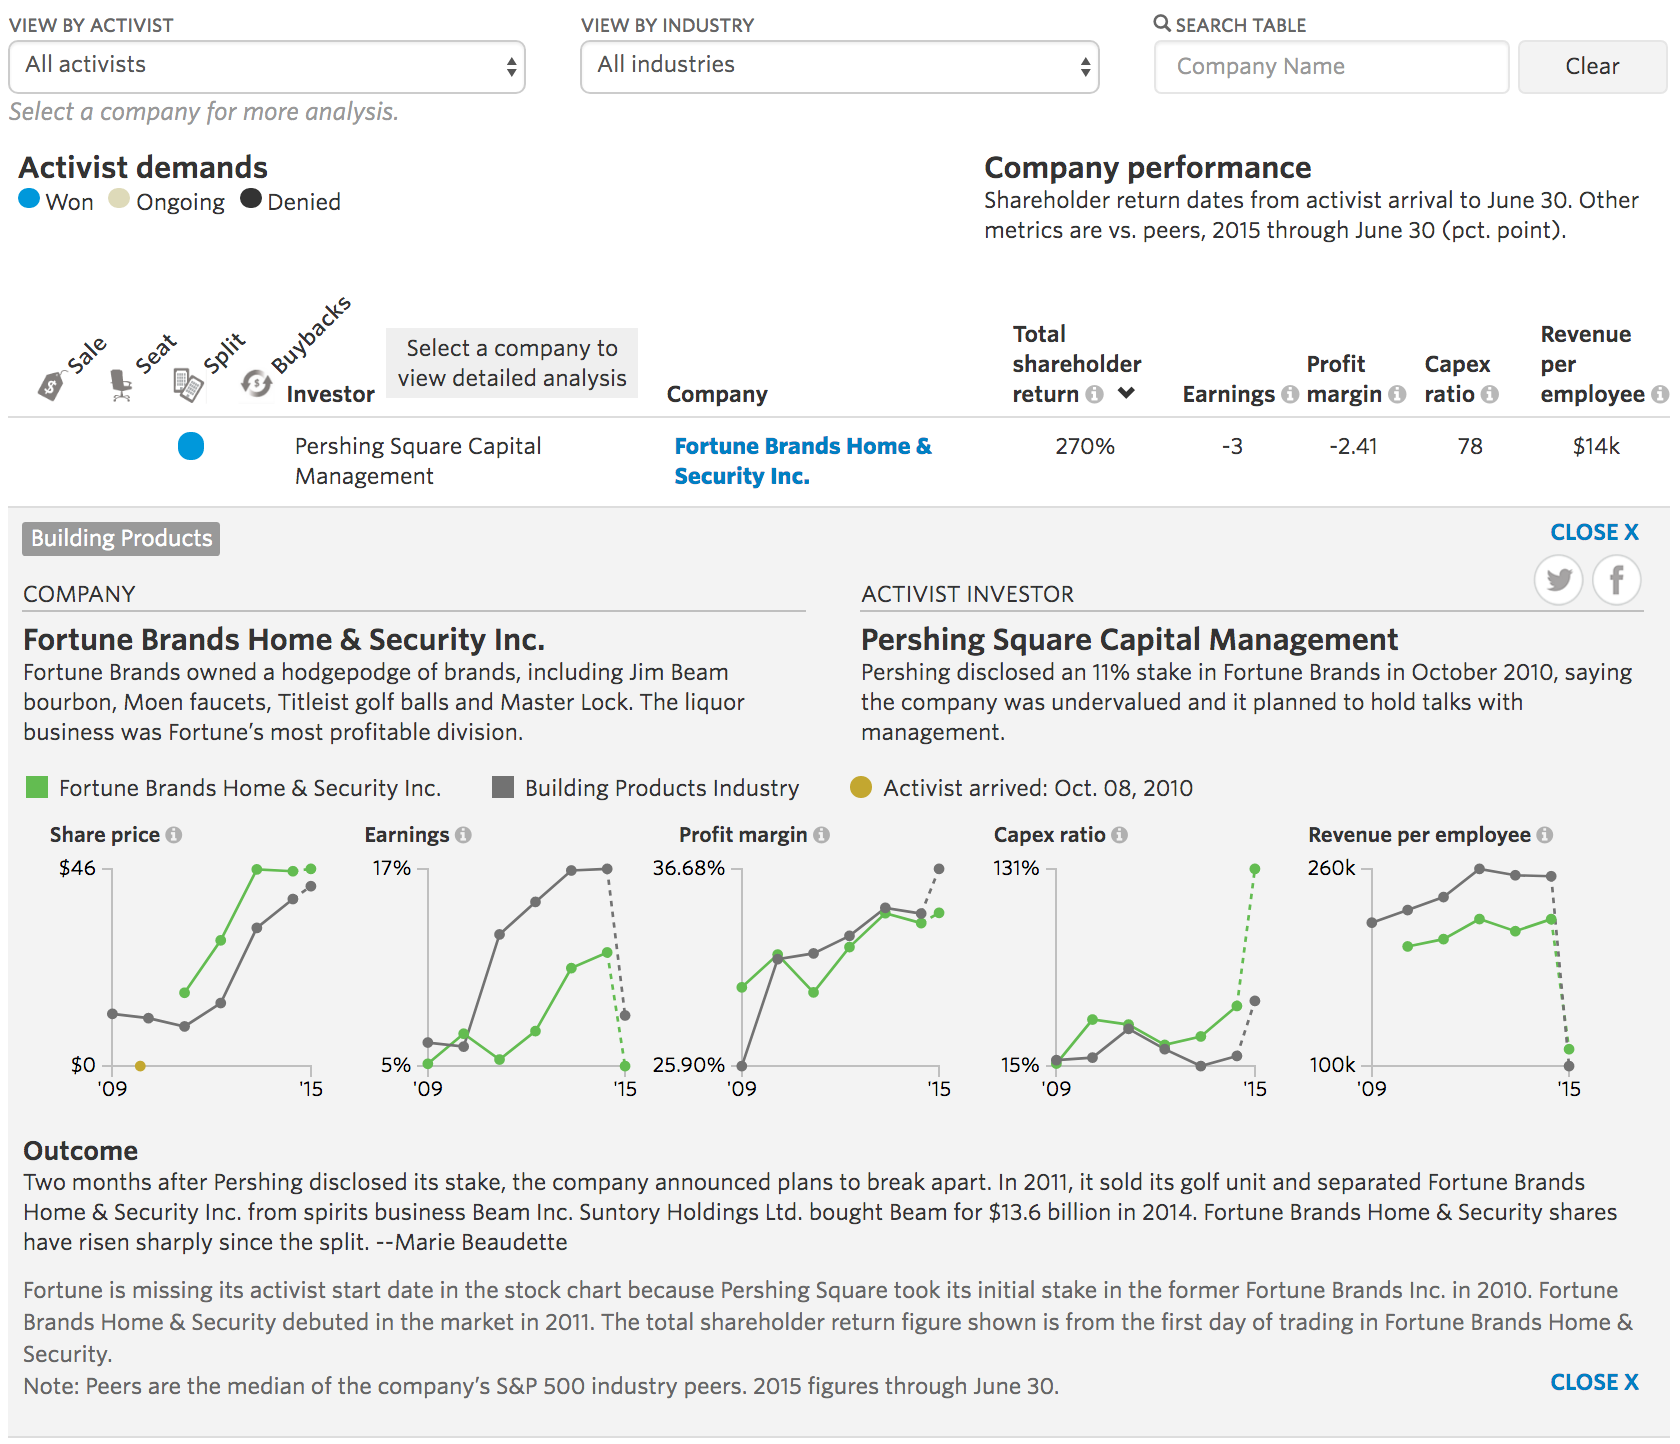 VIEW BY ACTIVIST
All activists
Select a company for more analysis.
VIEW BY INDUSTRY
All industries
SEARCH TABLE
Company Name
Clear
Activist demands
Won Ongoing Denied
Company performance
Shareholder return dates from activist arrival to June 30. Other
metrics are vs. peers, 2015 through June 30 (pct. point).
Sale
Seat
Split
Buybacks
Investor
Select a company to
view detailed analysis
Company
Total
shareholder
return
Earnings
Profit
margin
Capex
ratio
Revenue
per
employee
Pershing Square Capital
Management
Fortune Brands Home &
Security Inc.
270%
-3
-2.41
78
$14k
Building Products
CLOSE X
COMPANY
Fortune Brands Home & Security Inc.
Fortune Brands owned a hodgepodge of brands, including Jim Beam
bourbon, Moen faucets, Titleist golf balls and Master Lock. The liquor
business was Fortune’s most profitable division.
ACTIVIST INVESTOR
Pershing Square Capital Management
Pershing disclosed an 11% stake in Fortune Brands in October 2010, saying
the company was undervalued and it planned to hold talks with
management.
Fortune Brands Home & Security Inc.
Building Products Industry
Activist arrived: Oct. 08, 2010
Share price
$46
$0
'09
'15
Earnings
17%
5%
'09
'15
Profit margin
36.68%
25.90%
'09
'15
Capex ratio
131%
15%
'09
'15
Revenue per employee
260k
100k
'09
'15
Outcome
Two months after Pershing disclosed its stake, the company announced plans to break apart. In 2011, it sold its golf unit and separated Fortune Brands
Home & Security Inc. from spirits business Beam Inc. Suntory Holdings Ltd. bought Beam for $13.6 billion in 2014. Fortune Brands Home & Security shares
have risen sharply since the split. --Marie Beaudette
Fortune is missing its activist start date in the stock chart because Pershing Square took its initial stake in the former Fortune Brands Inc. in 2010. Fortune
Brands Home & Security debuted in the market in 2011. The total shareholder return figure shown is from the first day of trading in Fortune Brands Home &
Security.
Note: Peers are the median of the company’s S&P 500 industry peers. 2015 figures through June 30.
CLOSE X